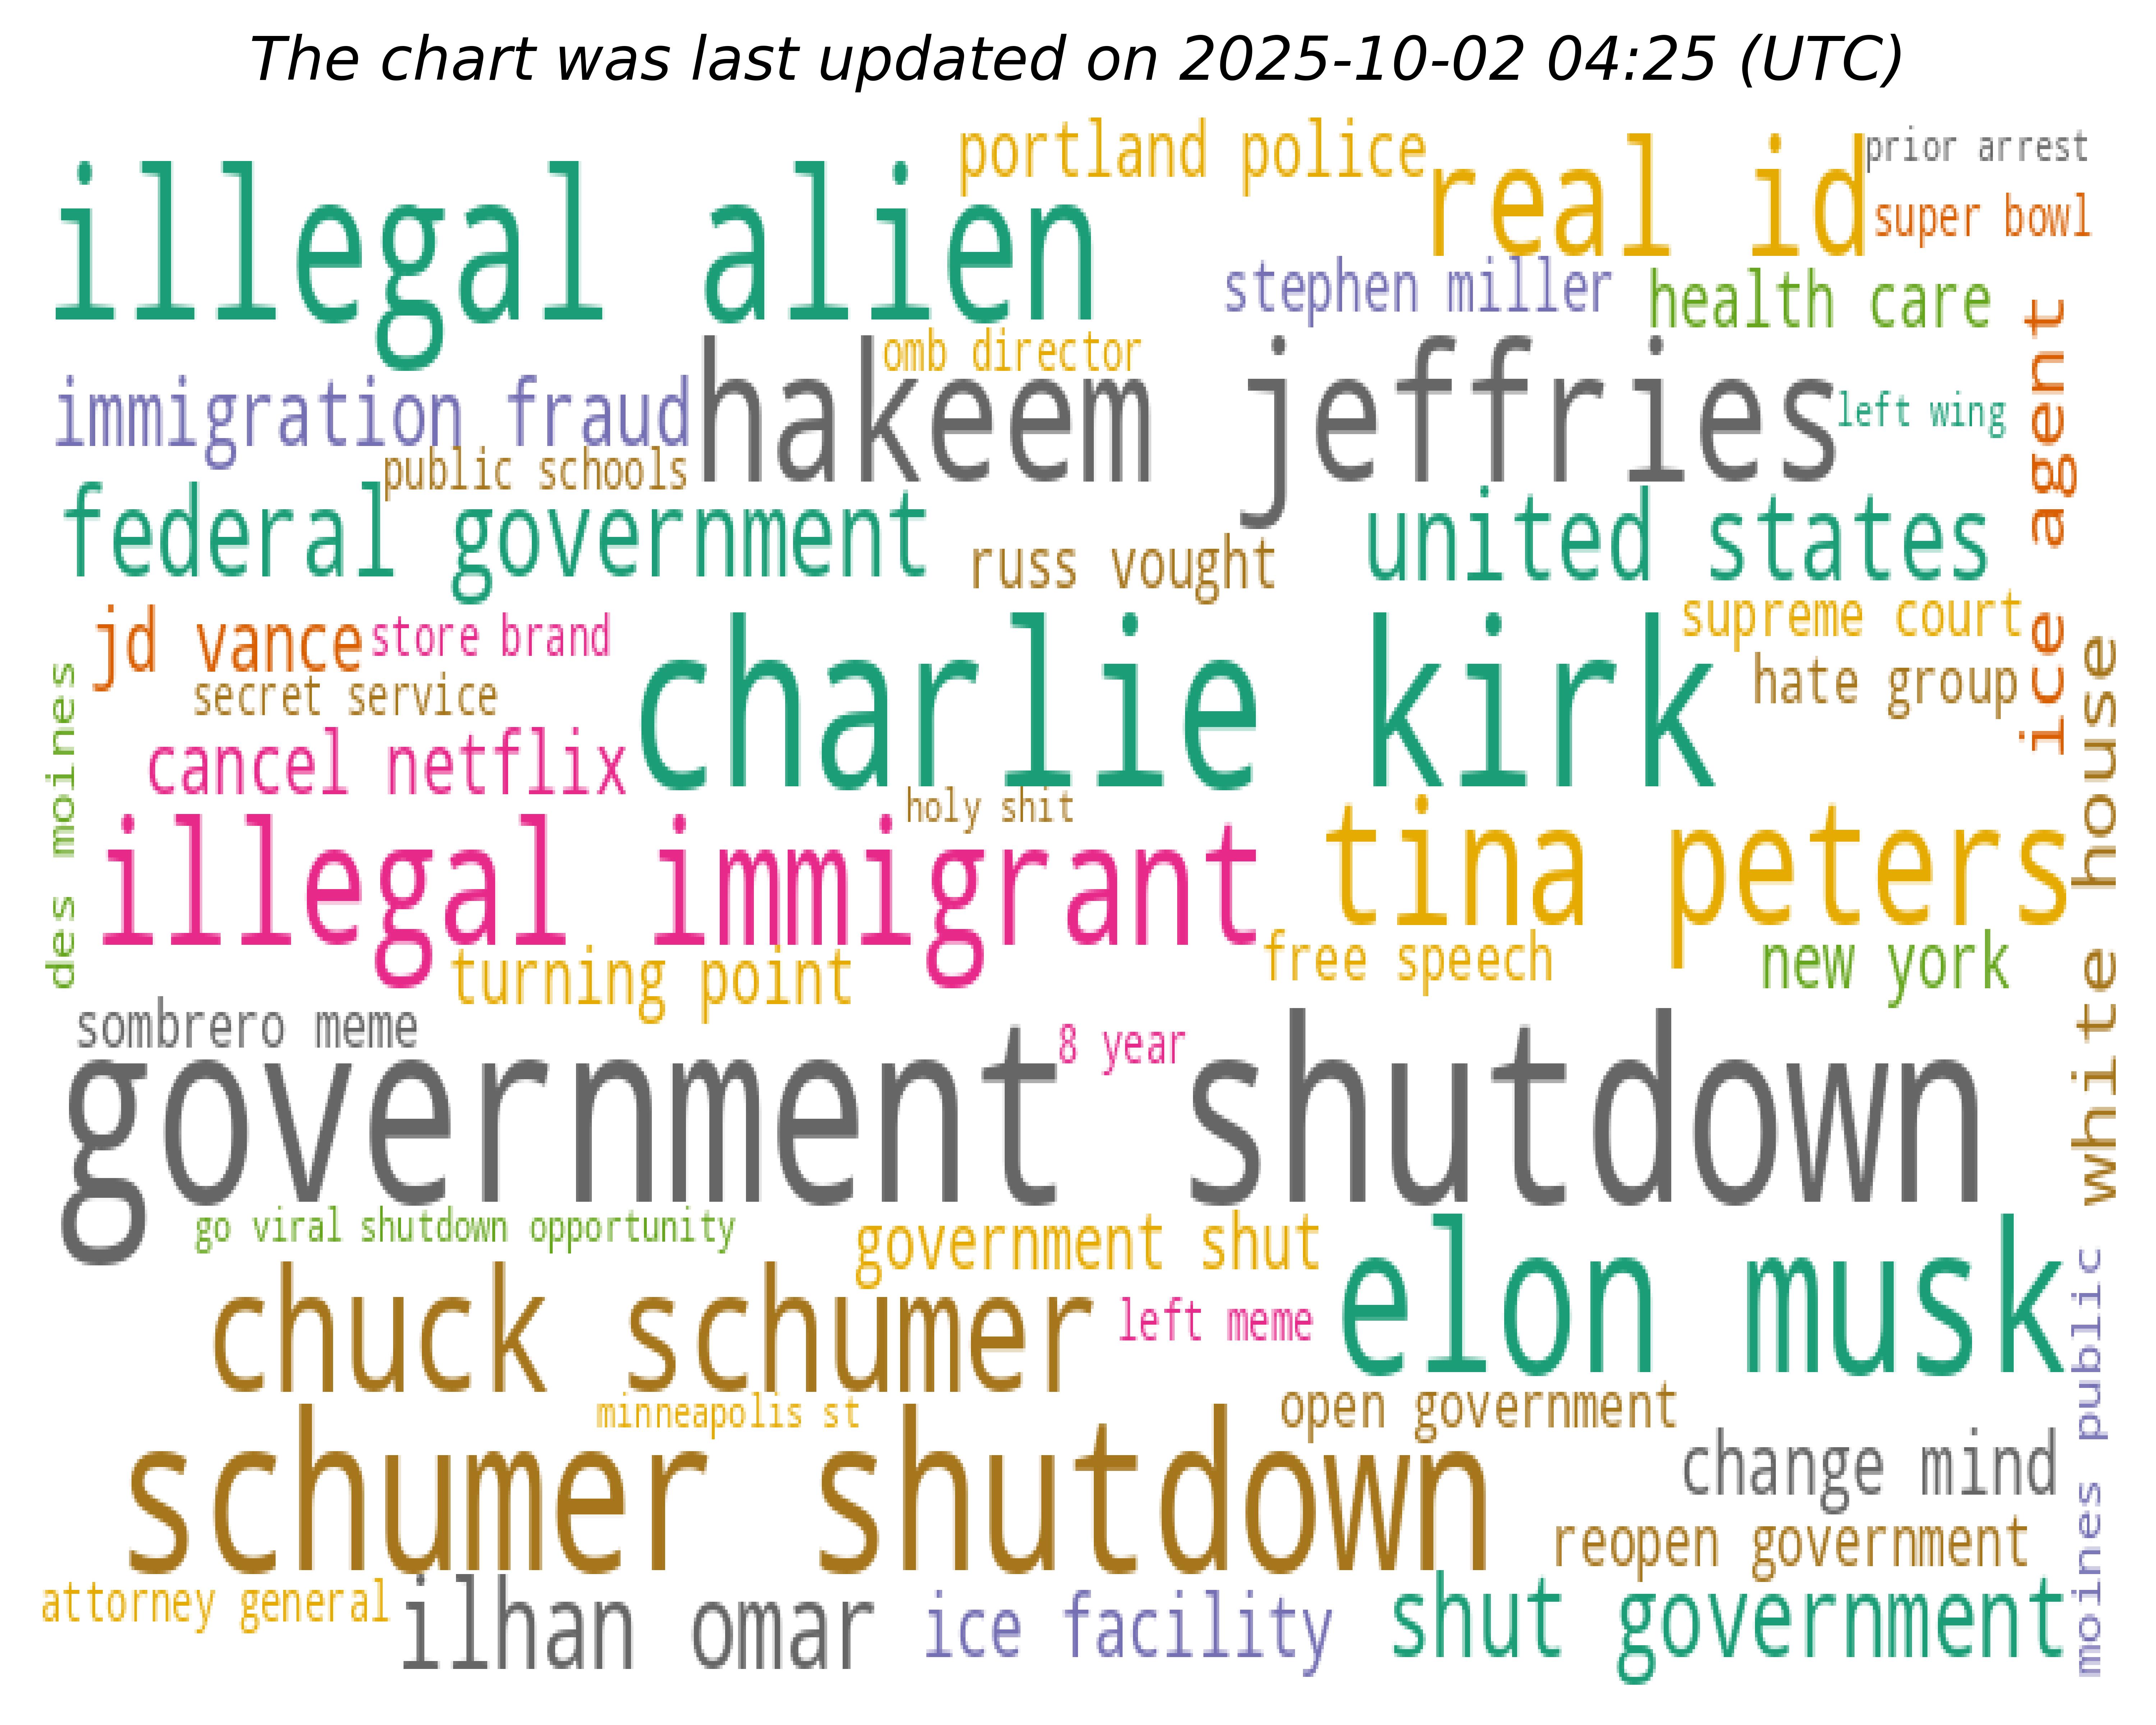 The chart was last updated on 2025-10-02 04:25 (UTC)
portland police
prior arrest
illegal alien
real id
super bowl
stephen miller
health care
omb director
hakeem jeffries
immigration fraud
left wing
ice agent
public schools
federal government
united states
russ vought
jd vance
store brand
supreme court
charlie kirk
secret service
hate group
des moines
cancel netflix
white house
holy shit
illegal immigrant
tina peters
turning point
free speech
new york
sombrero meme
8 year
government shutdown
go viral shutdown opportunity
government shut
elon musk
chuck schumer
left meme
moines public
minneapolis st
open government
schumer shutdown
change mind
reopen government
attorney general
ilhan omar
ice facility
shut government